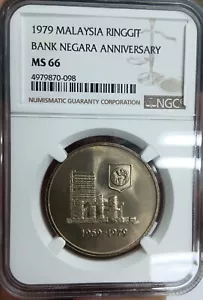 1979 MALAYSIA RINGGIT
BANK NEGARA ANNIVERSARY
MS 66
4979870-098
NUMISMATIC GUARANTY CORPORATION
NGC
1959-1979